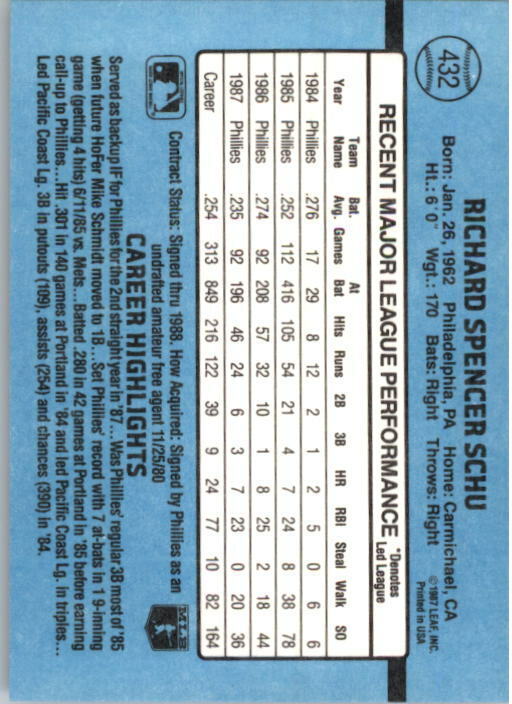 432
RICHARD SPENCER SCHU
Born: Jan. 26, 1962 Philadelphia, PA Home: Carmichael, CA
Ht.: 6'0" Wgt.: 170 Bats: Right Throws: Right
©1987 LEAF, INC.
Printed in USA
RECENT MAJOR LEAGUE PERFORMANCE *Denotes Led League
Year Team Name Bat. Avg. Games At Bat Hits Runs 2B 3B HR RBI Steal Walk SO
1984 Phillies .276 17 29 8 12 2 1 2 5 0 6 6
1985 Phillies .252 112 416 105 54 21 4 7 24 8 38 78
1986 Phillies .274 92 208 57 32 10 1 8 25 2 18 44
1987 Phillies .235 92 196 46 24 6 3 7 23 0 20 36
Career .254 313 849 216 122 39 9 24 77 10 82 164
Contract Status: Signed thru 1988. How Acquired: Signed by Phillies as an
undrafted amateur free agent 11/25/80
MLB
CAREER HIGHLIGHTS
Served as backup IF for Phillies for the 2nd straight year in '87...Was Phillies' regular 3B most of '85
when future HoFer Mike Schmidt moved to 1B...Set Phillies' record with 7 at-bats in 1 9-inning
game (getting 4 hits) 6/11/85 vs. Mets...Batted .280 in 42 games at Portland in '85 before earning
call-up to Phillies...Hit .301 in 140 games at Portland in '84 and led Pacific Coast Lg. in triples...
Led Pacific Coast Lg. 3B in putouts (109), assists (254) and chances (390) in '84.